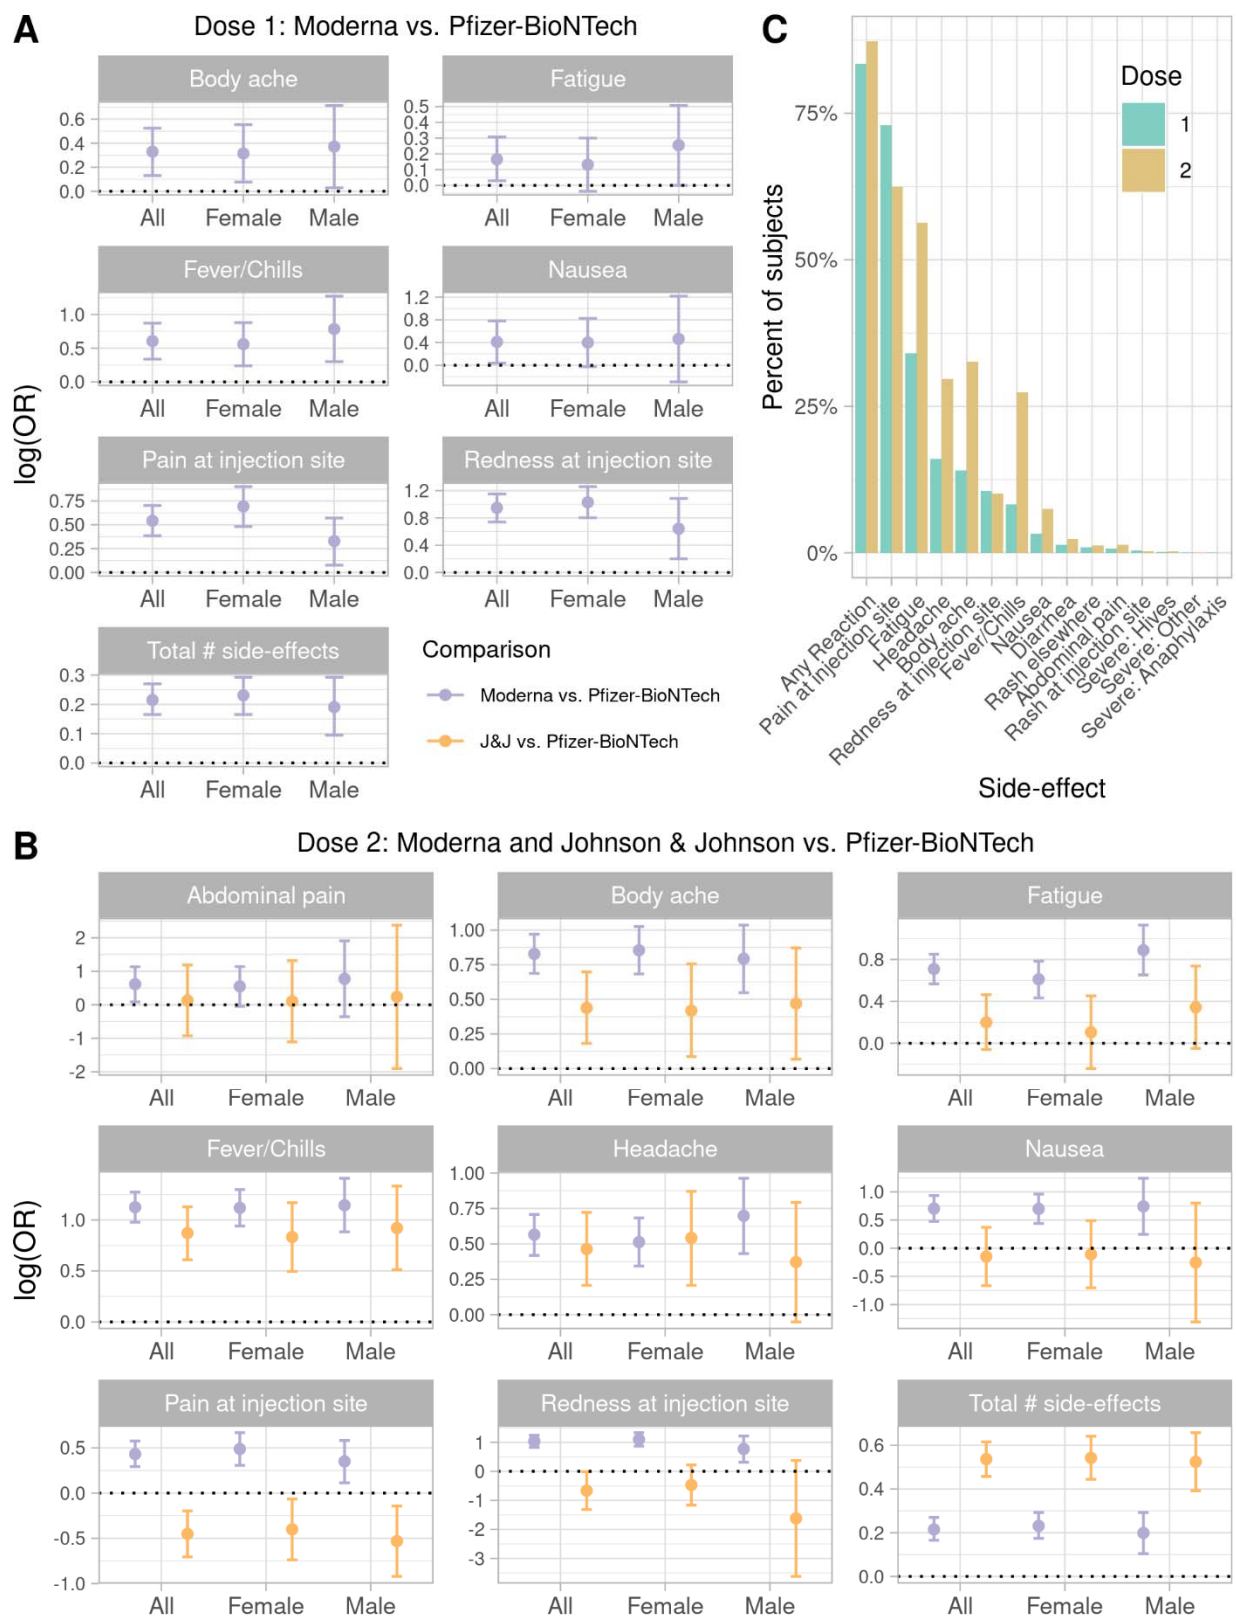 A
Dose 1: Moderna vs. Pfizer-BioNTech
Body ache
0.6
0.4
0.2
0.0
All Female Male
Fatigue
0.5
0.4
0.3
0.2
0.1
0.0
All Female Male
Fever/Chills
1.0
0.5
0.0
All Female Male
Nausea
1.2
0.8
0.4
0.0
All Female Male
log(OR)
Pain at injection site
0.75
0.50
0.25
0.00
All Female Male
Redness at injection site
1.2
0.8
0.4
0.0
All Female Male
Total # side-effects
0.3
0.2
0.1
0.0
All Female Male
Comparison
Moderna vs. Pfizer-BioNTech
J&J vs. Pfizer-BioNTech
C
Dose
1
2
Percent of subjects
75%
50%
25%
0%
Any Reaction
Pain at injection site
Fatigue
Headache
Body ache
Redness at injection site
Fever/Chills
Nausea
Diarrhea
Rash elsewhere
Abdominal pain
Rash at injection site
Severe: Hives
Severe: Other
Severe: Anaphylaxis
Side-effect
B
Dose 2: Moderna and Johnson & Johnson vs. Pfizer-BioNTech
Abdominal pain
2
1
0
-1
-2
All Female Male
Body ache
1.00
0.75
0.50
0.25
0.00
All Female Male
Fatigue
0.8
0.4
0.0
All Female Male
log(OR)
Fever/Chills
1.0
0.5
0.0
All Female Male
Headache
1.00
0.75
0.50
0.25
0.00
All Female Male
Nausea
1.0
0.5
0.0
-0.5
-1.0
All Female Male
Pain at injection site
0.5
0.0
-0.5
-1.0
All Female Male
Redness at injection site
1
0
-1
-2
-3
All Female Male
Total # side-effects
0.6
0.4
0.2
0.0
All Female Male